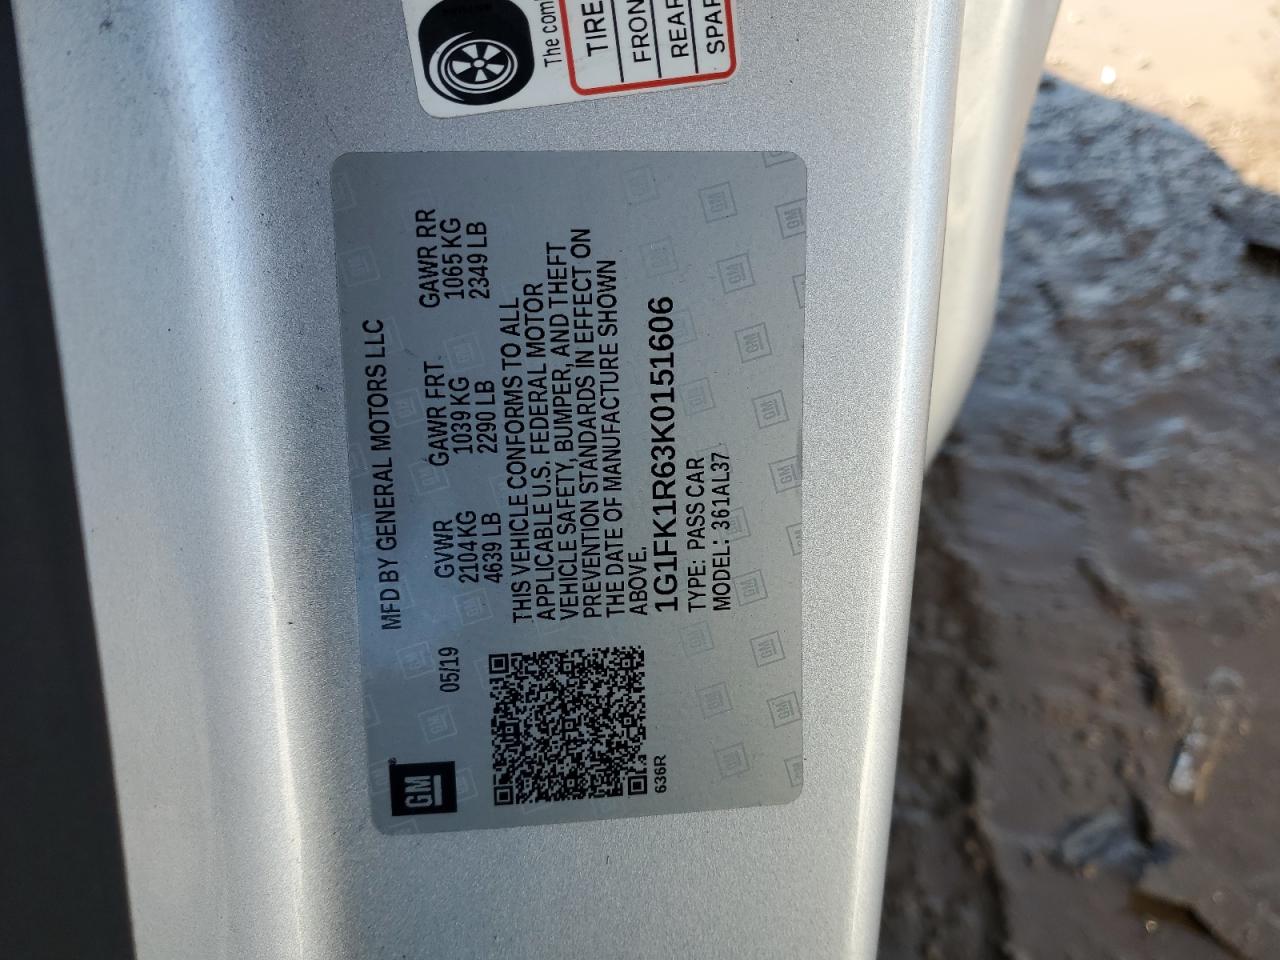 The com
TIRE
FRON
REAR
SPAR
MFD BY GENERAL MOTORS LLC
05/19
GVWR GAWR FRT GAWR RR
2104 KG 1039 KG 1065 KG
4639 LB 2290 LB 2349 LB
THIS VEHICLE CONFORMS TO ALL
APPLICABLE U.S. FEDERAL MOTOR
VEHICLE SAFETY, BUMPER, AND THEFT
PREVENTION STANDARDS IN EFFECT ON
THE DATE OF MANUFACTURE SHOWN
ABOVE.
1G1FK1R63K0151606
TYPE: PASS CAR
MODEL: 361AL37
GM
636R